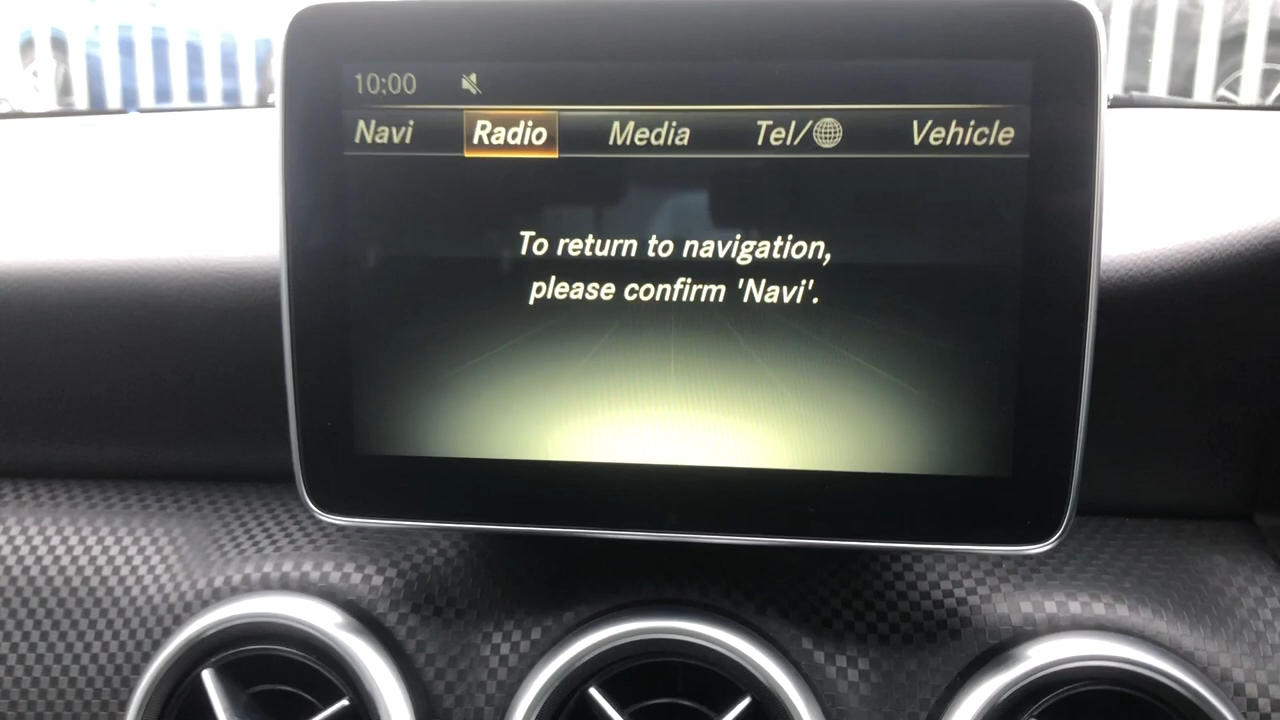 10:00
Navi Radio Media Tel/ Vehicle
To return to navigation,
please confirm 'Navi'.